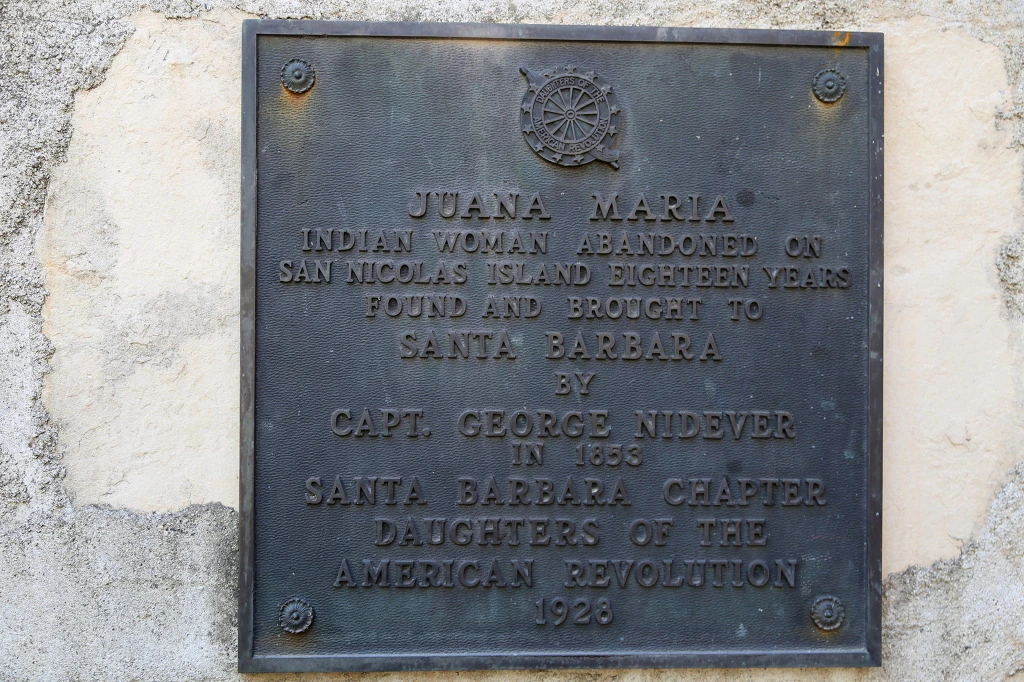 DAUGHTERS OF THE
AMERICAN REVOLUTION
JUANA MARIA
INDIAN WOMAN ABANDONED ON
SAN NICOLAS ISLAND EIGHTEEN YEARS
FOUND AND BROUGHT TO
SANTA BARBARA
BY
CAPT. GEORGE NIDEVER
IN 1853
SANTA BARBARA CHAPTER
DAUGHTERS OF THE
AMERICAN REVOLUTION
1928